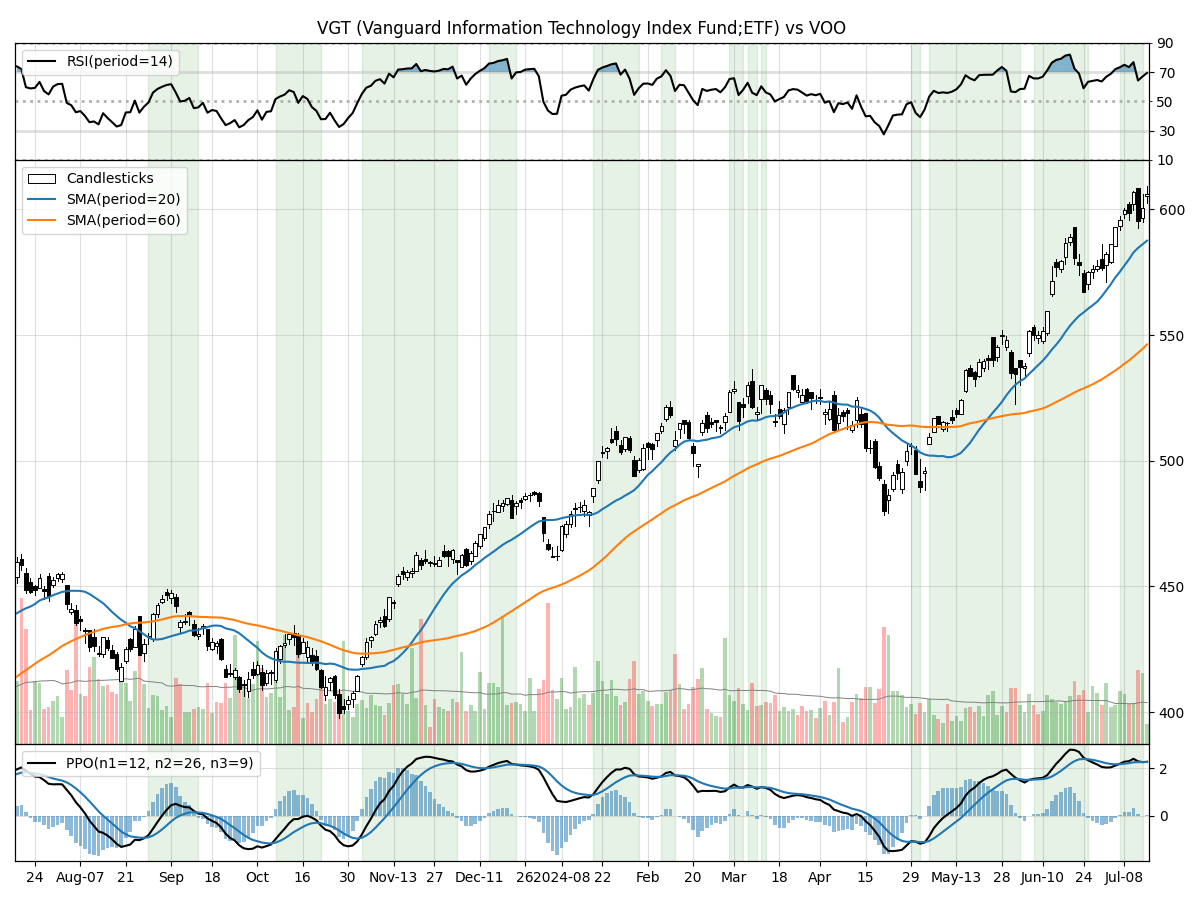 VGT (Vanguard Information Technology Index Fund;ETF) vs VOO
RSI(period=14)
90
70
50
30
10
Candlesticks
SMA(period=20)
SMA(period=60)
600
550
500
450
400
PPO(n1=12, n2=26, n3=9)
2
0
24 Aug-07 21 Sep 18 Oct 16 30 Nov-13 27 Dec-11 26 2024-08 22 Feb 20 Mar 18 Apr 15 29 May-13 28 Jun-10 24 Jul-08